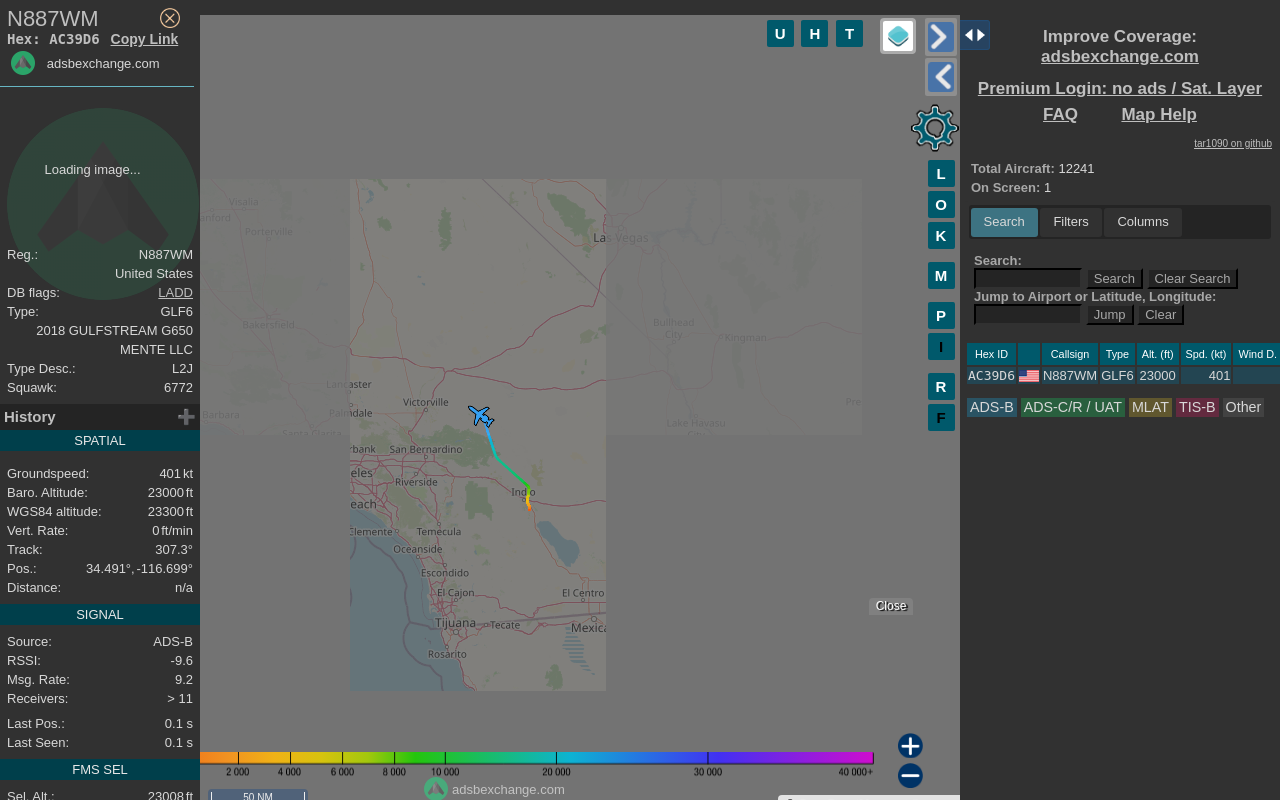 N887WM
Hex: AC39D6 Copy Link
adsbexchange.com
Loading image...
Reg.: N887WM
United States
DB flags: LADD
Type: GLF6
2018 GULFSTREAM G650
MENTE LLC
Type Desc.: L2J
Squawk: 6772
History
SPATIAL
Groundspeed: 401 kt
Baro. Altitude: 23000 ft
WGS84 altitude: 23300 ft
Vert. Rate: 0 ft/min
Track: 307.3°
Pos.: 34.491°, -116.699°
Distance: n/a
SIGNAL
Source: ADS-B
RSSI: -9.6
Msg. Rate: 9.2
Receivers: > 11
Last Pos.: 0.1 s
Last Seen: 0.1 s
FMS SEL
Sel. Alt.: 23008 ft
U H T
L
O
K
M
P
I
R
F
Visalia
anford
Porterville
Las Vegas
Bakersfield
Bullhead
City
Kingman
Lancaster
Victorville
Palmdale
Barbara
Santa Clarita
Pre
Lake Havasu
City
rbank
San Bernardino
eles
Riverside
Indio
each
Clemente
Temecula
Oceanside
Escondido
El Cajon
El Centro
Tijuana
Tecate
Mexica
Rosarito
Close
2 000 4 000 6 000 8 000 10 000 20 000 30 000 40 000+
adsbexchange.com
50 NM
Improve Coverage:
adsbexchange.com
Premium Login: no ads / Sat. Layer
FAQ Map Help
tar1090 on github
Total Aircraft: 12241
On Screen: 1
Search Filters Columns
Search:
Search Clear Search
Jump to Airport or Latitude, Longitude:
Jump Clear
Hex ID Callsign Type Alt. (ft) Spd. (kt) Wind D.
AC39D6 N887WM GLF6 23000 401
ADS-B ADS-C/R / UAT MLAT TIS-B Other